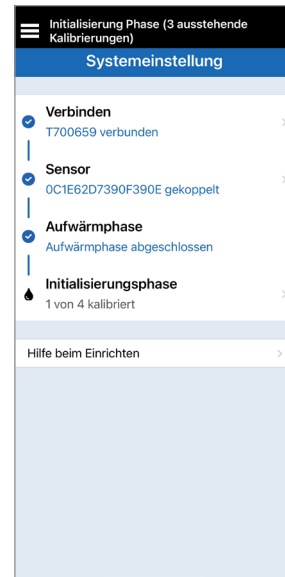 Initialisierung Phase (3 ausstehende
Kalibrierungen)
Systemeinstellung
Verbinden
T700659 verbunden
Sensor
0C1E62D7390F390E gekoppelt
Aufwärmphase
Aufwärmphase abgeschlossen
Initialisierungsphase
1 von 4 kalibriert
Hilfe beim Einrichten